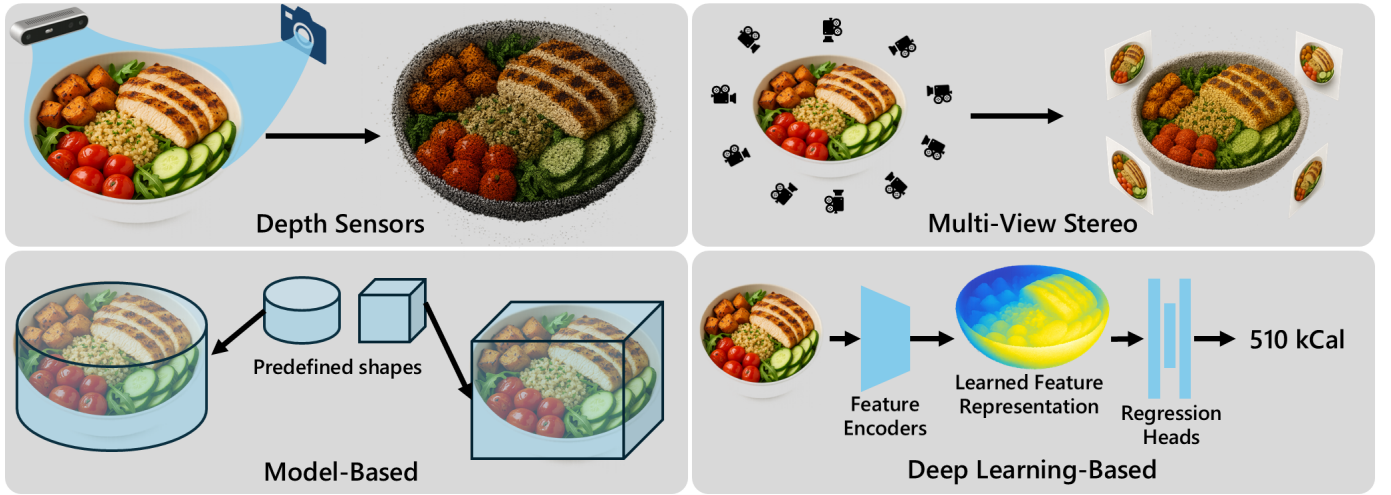 Depth Sensors
Multi-View Stereo
Predefined shapes
Model-Based
Feature
Encoders
Learned Feature
Representation
Regression
Heads
510 kCal
Deep Learning-Based